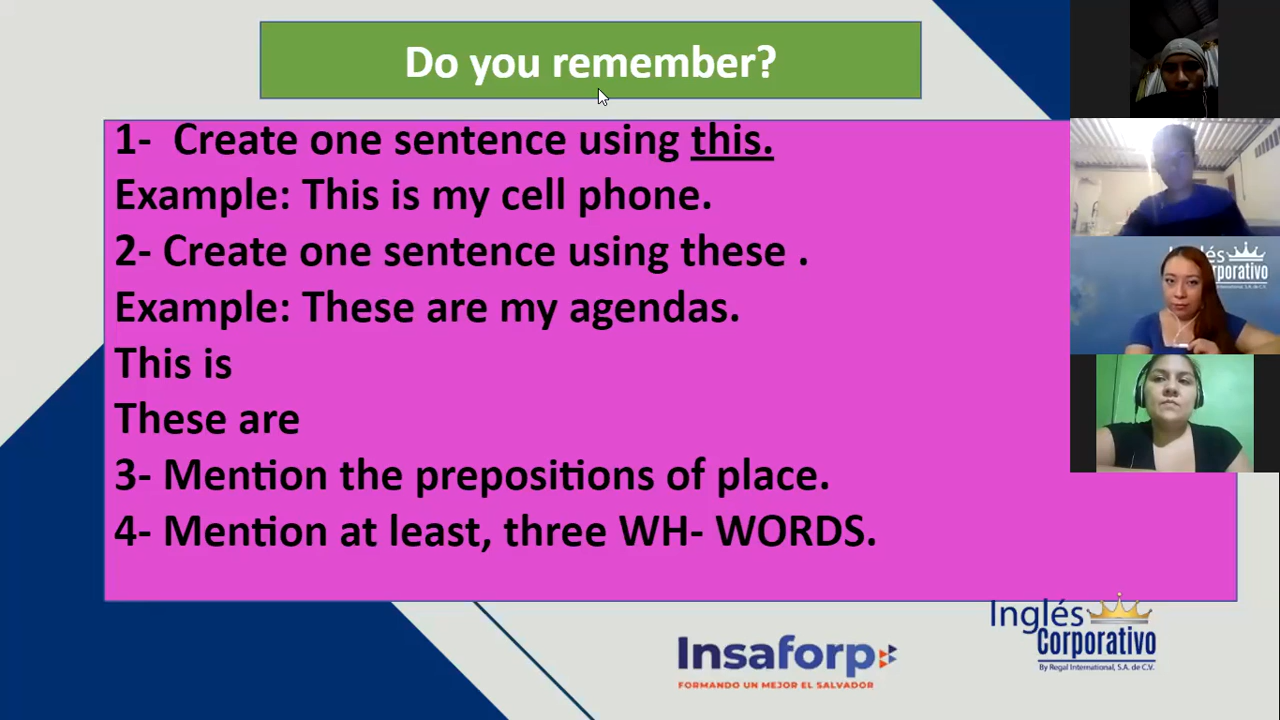 Do you remember?
1- Create one sentence using this.
Example: This is my cell phone.
2- Create one sentence using these .
Example: These are my agendas.
This is
These are
3- Mention the prepositions of place.
4- Mention at least, three WH- WORDS.
Insaforp
FORMANDO UN MEJOR EL SALVADOR
Inglés
Corporativo
By Regal International, S.A. de C.V.